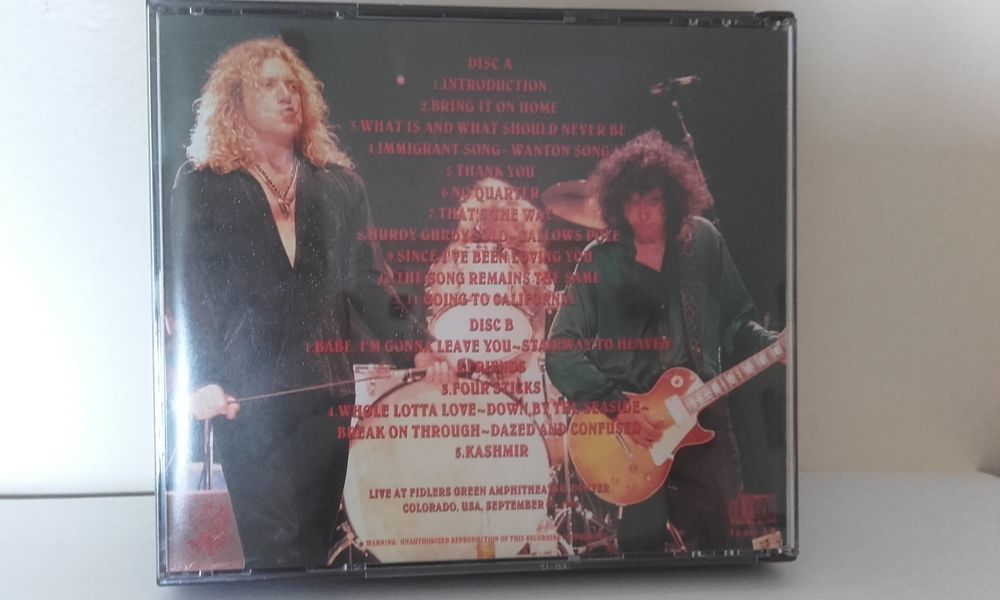 DISC A
1.INTRODUCTION
2.BRING IT ON HOME
3.WHAT IS AND WHAT SHOULD NEVER BE
4.IMMIGRANT SONG~WANTON SONG
5.THANK YOU
6.NO QUARTER
7.THAT'S THE WAY
8.HURDY GURDY SOLO~GALLOWS POLE
9.SINCE I'VE BEEN LOVING YOU
THE SONG REMAINS THE SAME
11.GOING TO CALIFORNIA
DISC B
1.BABE, I'M GONNA LEAVE YOU~STAIRWAY TO HEAVEN
2.FRIENDS
3.FOUR STICKS
4.WHOLE LOTTA LOVE~DOWN BY THE SEASIDE~
BREAK ON THROUGH~DAZED AND CONFUSED
5.KASHMIR
LIVE AT FIDLERS GREEN AMPHITHEATER,
COLORADO, USA, SEPTEMBER
WARNING: UNAUTHORIZED REPRODUCTION OF THIS RECORDING